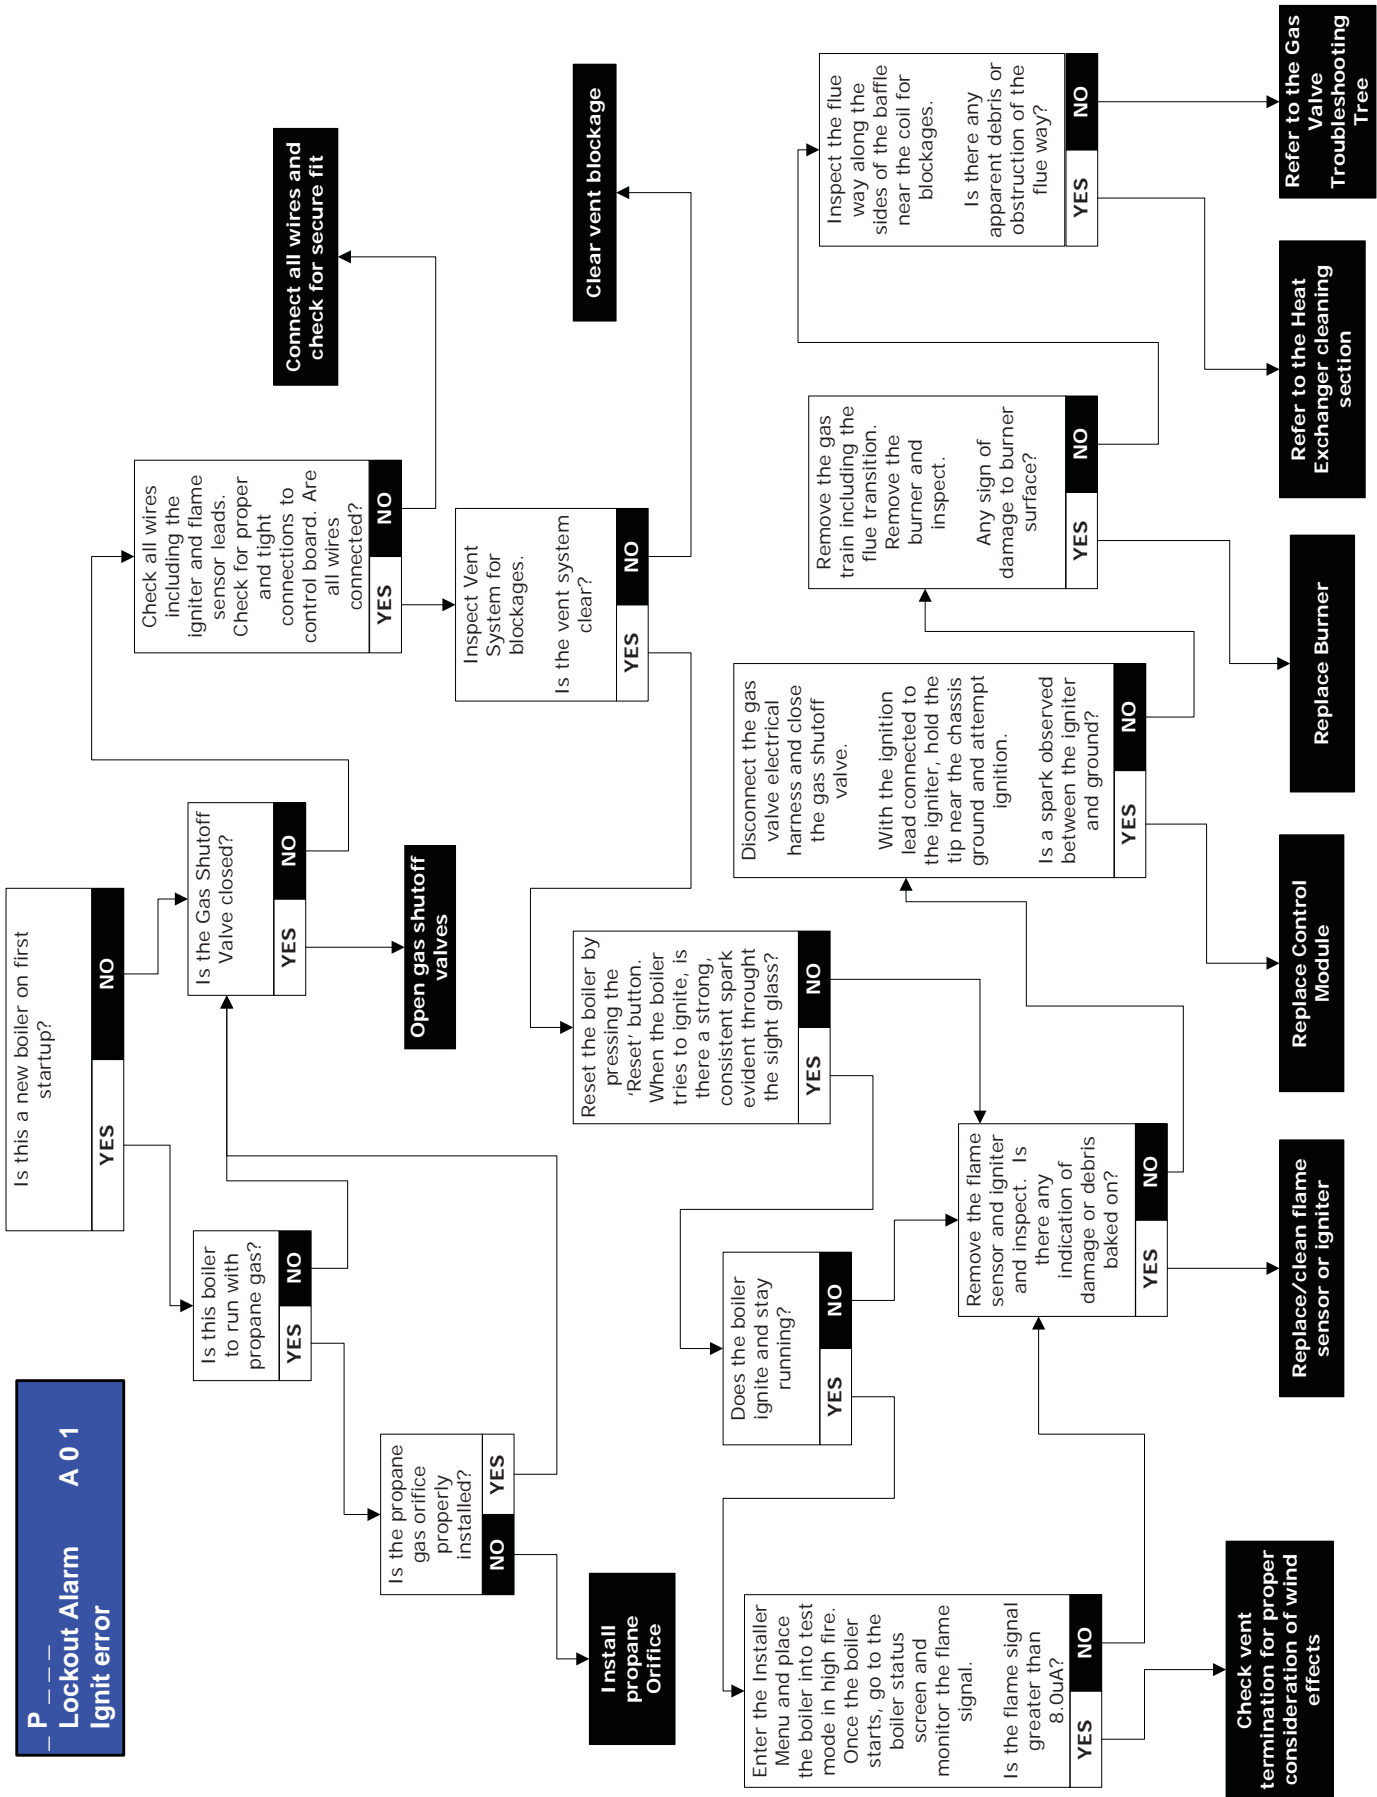 _ P _ _ _
Lockout Alarm A 0 1
Ignit error
Is this a new boiler on first
startup?
YES
NO
Is this boiler
to run with
propane gas?
YES
NO
Is the Gas Shutoff
Valve closed?
YES
NO
Check all wires
including the
igniter and flame
sensor leads.
Check for proper
and tight
connections to
control board. Are
all wires
connected?
YES
NO
Connect all wires and
check for secure fit
Is the propane
gas orifice
properly
installed?
NO
YES
Open gas shutoff
valves
Inspect Vent
System for
blockages.
Is the vent system
clear?
YES
NO
Clear vent blockage
Install
propane
Orifice
Reset the boiler by
pressing the
‘Reset’ button.
When the boiler
tries to ignite, is
there a strong,
consistent spark
evident throught
the sight glass?
YES
NO
Does the boiler
ignite and stay
running?
YES
NO
Enter the Installer
Menu and place
the boiler into test
mode in high fire.
Once the boiler
starts, go to the
boiler status
screen and
monitor the flame
signal.
Is the flame signal
greater than
8.0uA?
YES
NO
Remove the flame
sensor and igniter
and inspect. Is
there any
indication of
damage or debris
baked on?
YES
NO
Disconnect the gas
valve electrical
harness and close
the gas shutoff
valve.
With the ignition
lead connected to
the igniter, hold the
tip near the chassis
ground and attempt
ignition.
Is a spark observed
between the igniter
and ground?
YES
NO
Remove the gas
train including the
flue transition.
Remove the
burner and
inspect.
Any sign of
damage to burner
surface?
YES
NO
Inspect the flue
way along the
sides of the baffle
near the coil for
blockages.
Is there any
apparent debris or
obstruction of the
flue way?
YES
NO
Check vent
termination for proper
consideration of wind
effects
Replace/clean flame
sensor or igniter
Replace Control
Module
Replace Burner
Refer to the Heat
Exchanger cleaning
section
Refer to the Gas
Valve
Troubleshooting
Tree